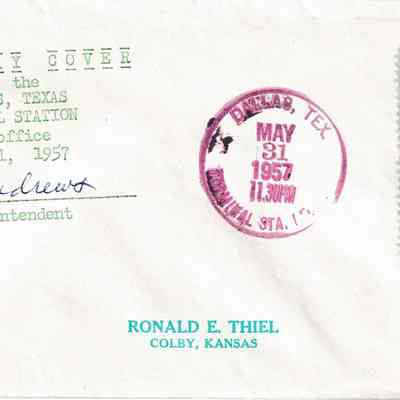 Y COVER
the
S, TEXAS
L STATION
office
1, 1957
ndrews
ntendent
DALLAS, TEX.
MAY
31
1957
11.30PM
TERMINAL STA.
RONALD E. THIEL
COLBY, KANSAS